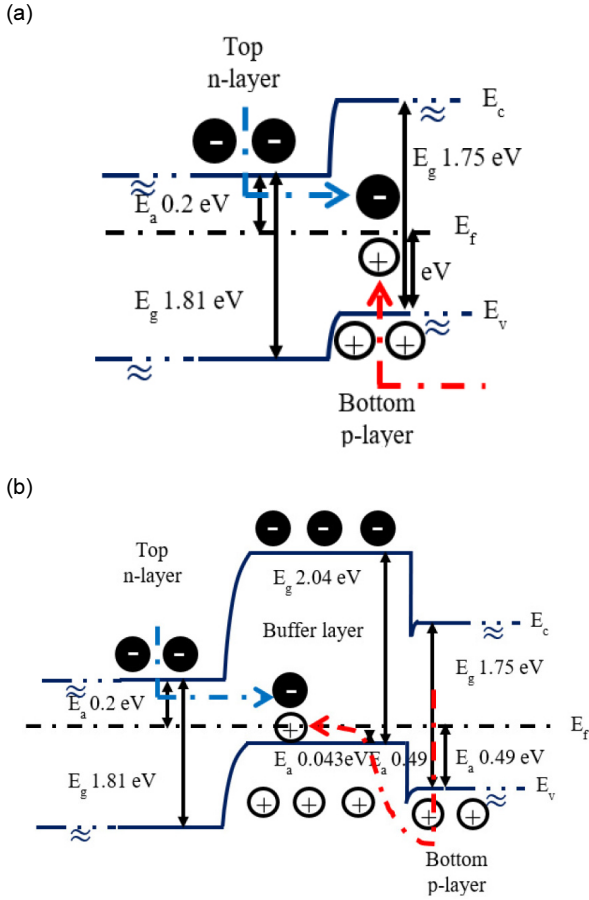 (a)
Top
n-layer
E_c
E_g 1.75 eV
E_a 0.2 eV
E_f
eV
E_g 1.81 eV
E_v
Bottom
p-layer
(b)
Top
n-layer
E_g 2.04 eV
Buffer layer
E_c
E_g 1.75 eV
E_a 0.2 eV
E_f
E_a 0.043eV E_a 0.49
E_a 0.49 eV
E_g 1.81 eV
E_v
Bottom
p-layer